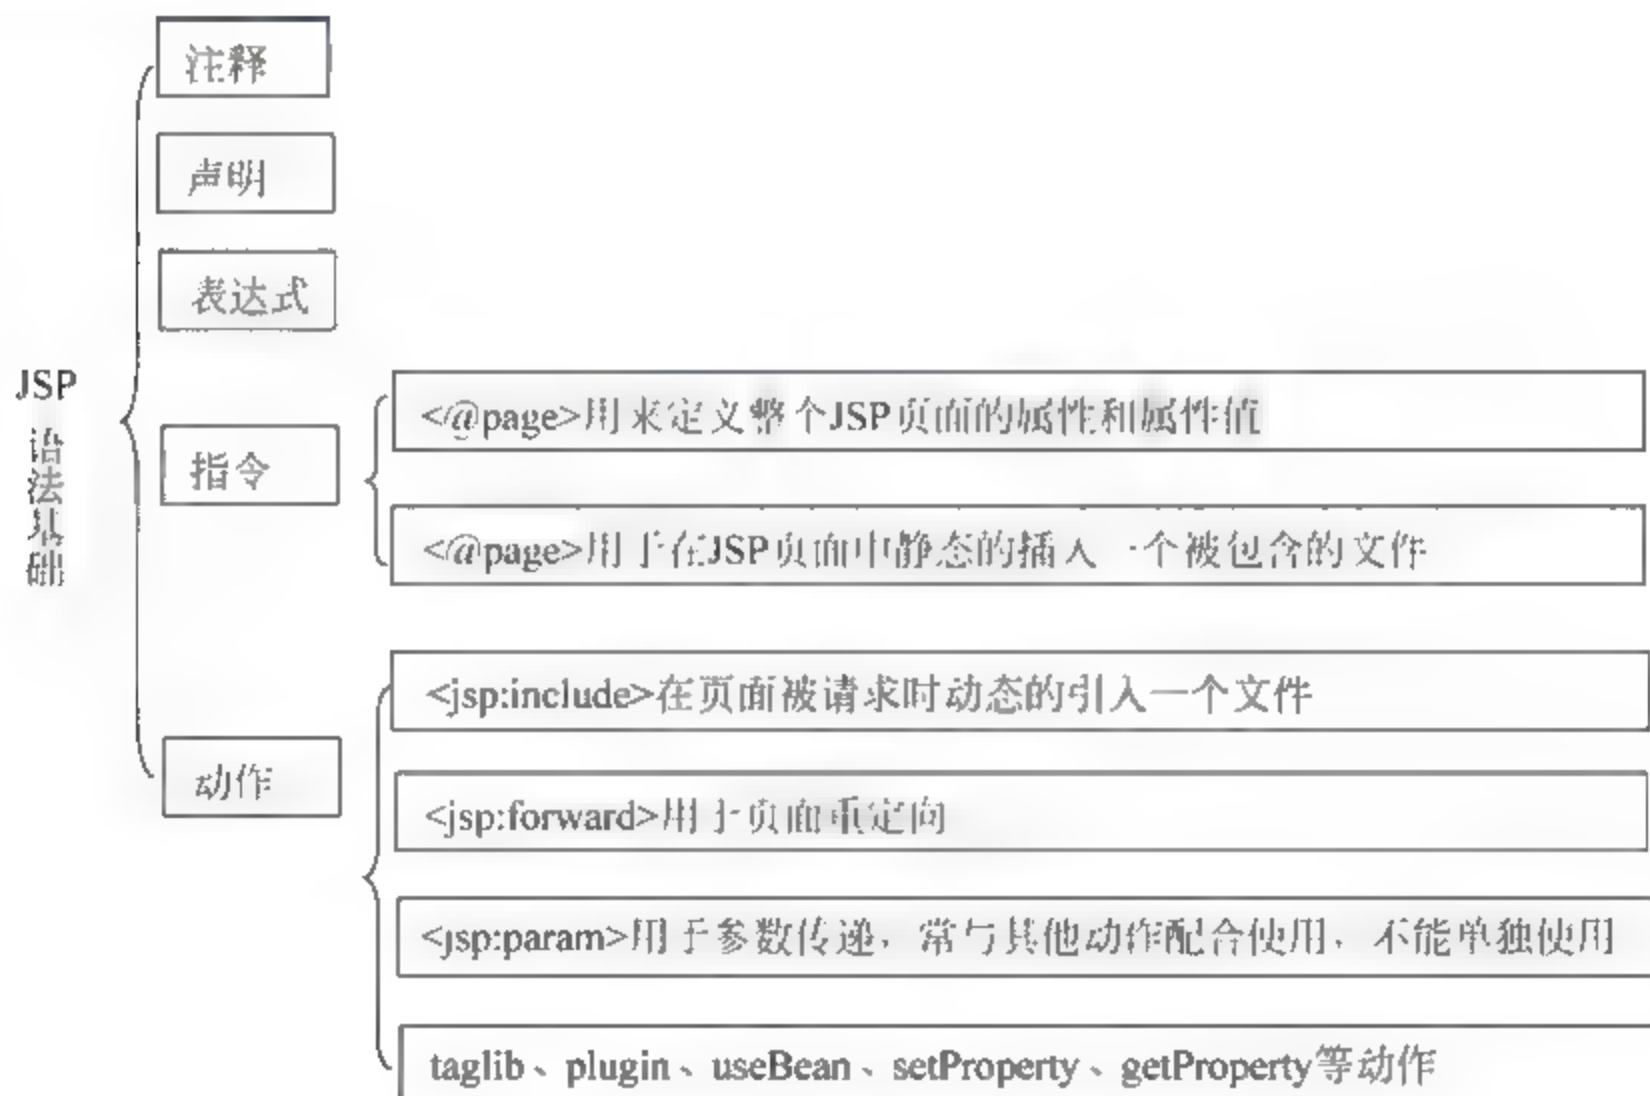 注释
声明
表达式
JSP
语法基础
指令
<@page>用来定义整个JSP页面的属性和属性值
<@page>用于在JSP页面中静态的插入一个被包含的文件
动作
<jsp:include>在页面被请求时动态的引入一个文件
<jsp:forward>用于页面重定向
<jsp:param>用于参数传递，常与其他动作配合使用，不能单独使用
taglib、plugin、useBean、setProperty、getProperty等动作